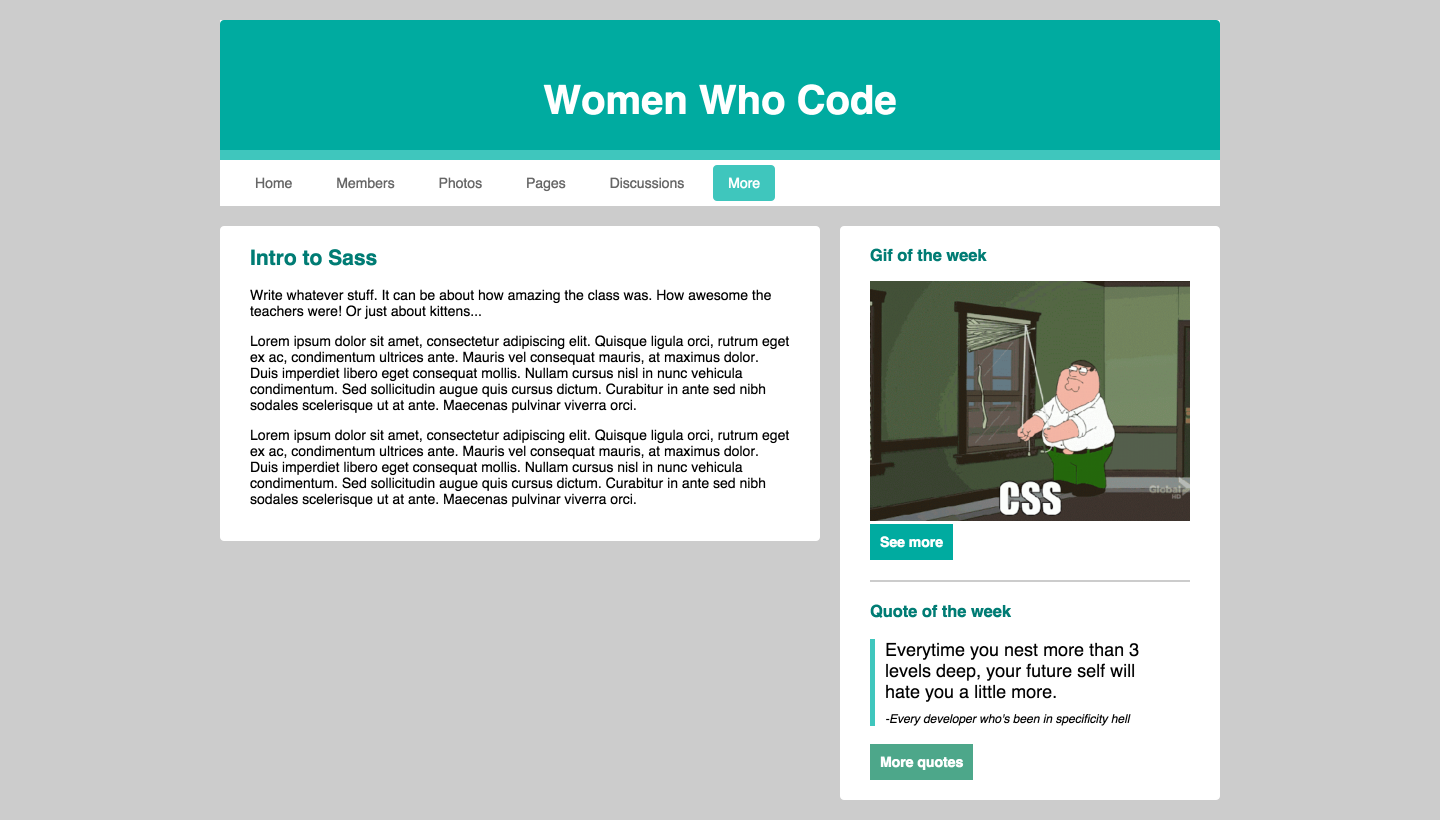 Women Who Code
Home Members Photos Pages Discussions More
Intro to Sass
Write whatever stuff. It can be about how amazing the class was. How awesome the
teachers were! Or just about kittens...
Lorem ipsum dolor sit amet, consectetur adipiscing elit. Quisque ligula orci, rutrum eget
ex ac, condimentum ultrices ante. Mauris vel consequat mauris, at maximus dolor.
Duis imperdiet libero eget consequat mollis. Nullam cursus nisl in nunc vehicula
condimentum. Sed sollicitudin augue quis cursus dictum. Curabitur in ante sed nibh
sodales scelerisque ut at ante. Maecenas pulvinar viverra orci.
Lorem ipsum dolor sit amet, consectetur adipiscing elit. Quisque ligula orci, rutrum eget
ex ac, condimentum ultrices ante. Mauris vel consequat mauris, at maximus dolor.
Duis imperdiet libero eget consequat mollis. Nullam cursus nisl in nunc vehicula
condimentum. Sed sollicitudin augue quis cursus dictum. Curabitur in ante sed nibh
sodales scelerisque ut at ante. Maecenas pulvinar viverra orci.
Gif of the week
Global
HD
CSS
See more
Quote of the week
Everytime you nest more than 3
levels deep, your future self will
hate you a little more.
-Every developer who's been in specificity hell
More quotes